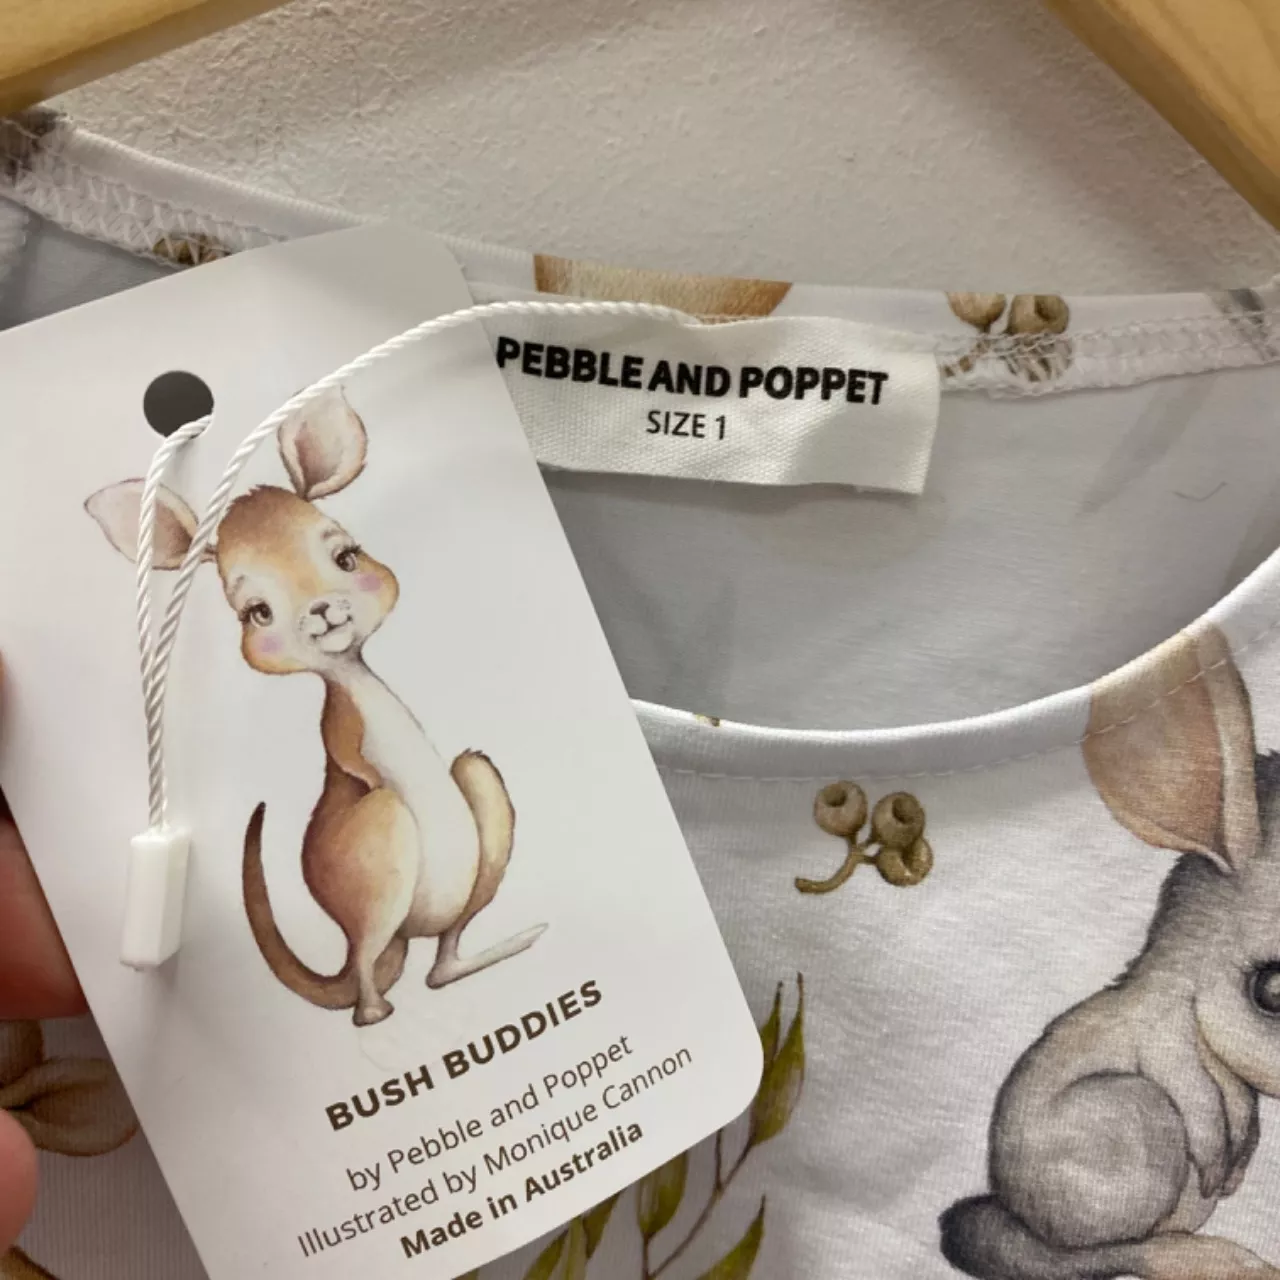 PEBBLE AND POPPET
SIZE 1
BUSH BUDDIES
by Pebble and Poppet
Illustrated by Monique Cannon
Made in Australia